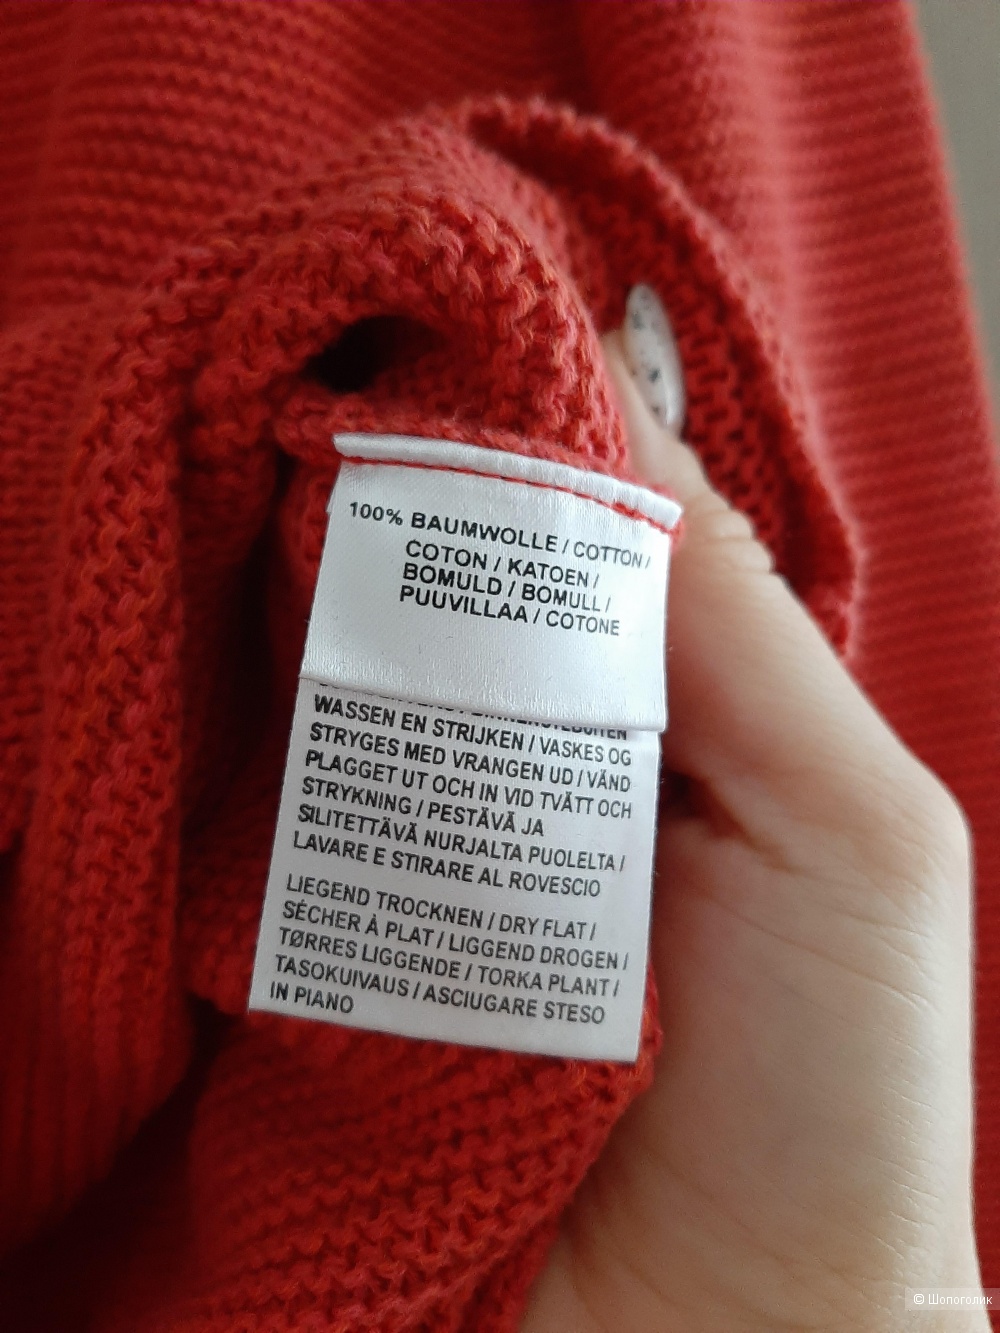 100% BAUMWOLLE / COTTON /
COTON / KATOEN /
BOMULD / BOMULL /
PUUVILLAA / COTONE
WASSEN EN STRIJKEN / VASKES OG
STRYGES MED VRANGEN UD / VÄND
PLAGGET UT OCH IN VID TVÄTT OCH
STRYKNING / PESTÄVÄ JA
SILITETTÄVÄ NURJALTA PUOLELTA /
LAVARE E STIRARE AL ROVESCIO
LIEGEND TROCKNEN / DRY FLAT /
SÉCHER À PLAT / LIGGEND DROGEN /
TØRRES LIGGENDE / TORKA PLANT /
TASOKUIVAUS / ASCIUGARE STESO
IN PIANO
© Шопоголик